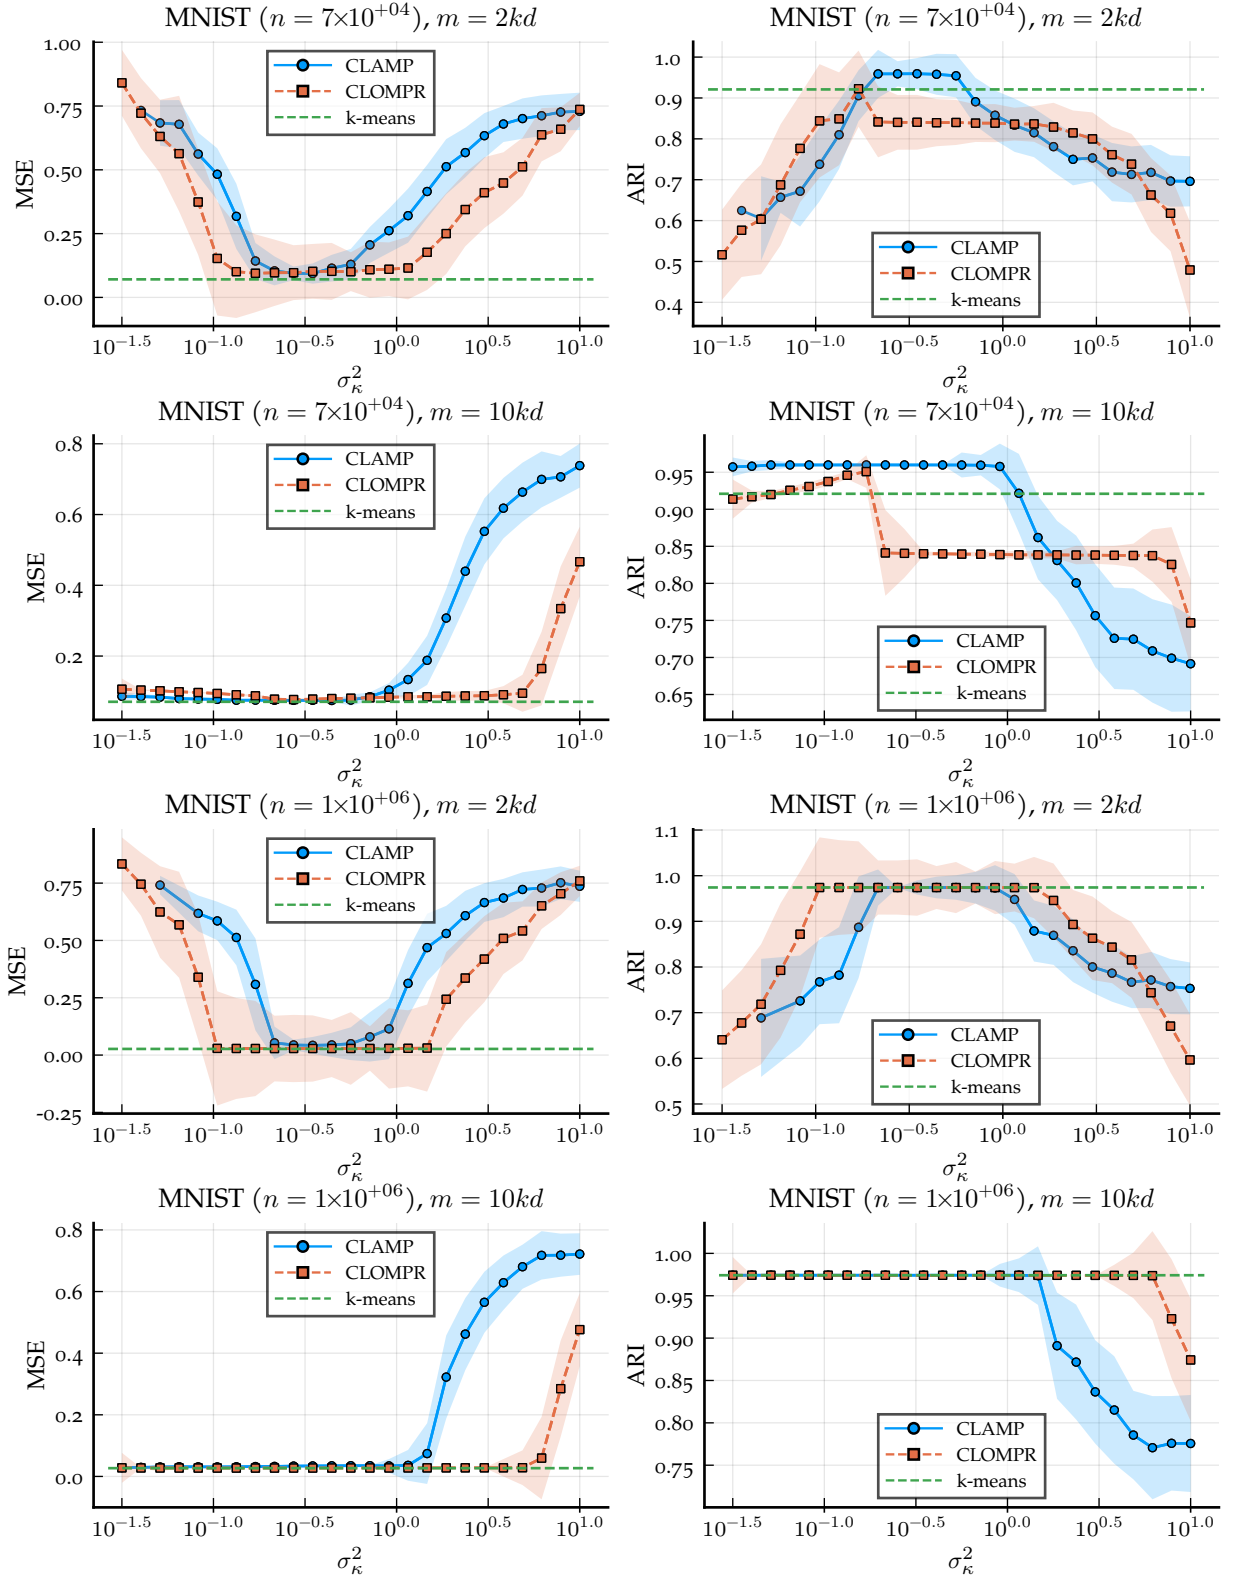 MNIST (n = 7×10^{+04}), m = 2kd
MSE
1.00
0.75
0.50
0.25
0.00
CLAMP
CLOMPR
k-means
10^{-1.5} 10^{-1.0} 10^{-0.5} 10^{0.0} 10^{0.5} 10^{1.0}
σ_κ^2
MNIST (n = 7×10^{+04}), m = 2kd
ARI
1.0
0.9
0.8
0.7
0.6
0.5
0.4
CLAMP
CLOMPR
k-means
10^{-1.5} 10^{-1.0} 10^{-0.5} 10^{0.0} 10^{0.5} 10^{1.0}
σ_κ^2
MNIST (n = 7×10^{+04}), m = 10kd
MSE
0.8
0.6
0.4
0.2
CLAMP
CLOMPR
k-means
10^{-1.5} 10^{-1.0} 10^{-0.5} 10^{0.0} 10^{0.5} 10^{1.0}
σ_κ^2
MNIST (n = 7×10^{+04}), m = 10kd
ARI
0.95
0.90
0.85
0.80
0.75
0.70
0.65
CLAMP
CLOMPR
k-means
10^{-1.5} 10^{-1.0} 10^{-0.5} 10^{0.0} 10^{0.5} 10^{1.0}
σ_κ^2
MNIST (n = 1×10^{+06}), m = 2kd
MSE
0.75
0.50
0.25
0.00
-0.25
CLAMP
CLOMPR
k-means
10^{-1.5} 10^{-1.0} 10^{-0.5} 10^{0.0} 10^{0.5} 10^{1.0}
σ_κ^2
MNIST (n = 1×10^{+06}), m = 2kd
ARI
1.1
1.0
0.9
0.8
0.7
0.6
0.5
CLAMP
CLOMPR
k-means
10^{-1.5} 10^{-1.0} 10^{-0.5} 10^{0.0} 10^{0.5} 10^{1.0}
σ_κ^2
MNIST (n = 1×10^{+06}), m = 10kd
MSE
0.8
0.6
0.4
0.2
0.0
CLAMP
CLOMPR
k-means
10^{-1.5} 10^{-1.0} 10^{-0.5} 10^{0.0} 10^{0.5} 10^{1.0}
σ_κ^2
MNIST (n = 1×10^{+06}), m = 10kd
ARI
1.00
0.95
0.90
0.85
0.80
0.75
CLAMP
CLOMPR
k-means
10^{-1.5} 10^{-1.0} 10^{-0.5} 10^{0.0} 10^{0.5} 10^{1.0}
σ_κ^2